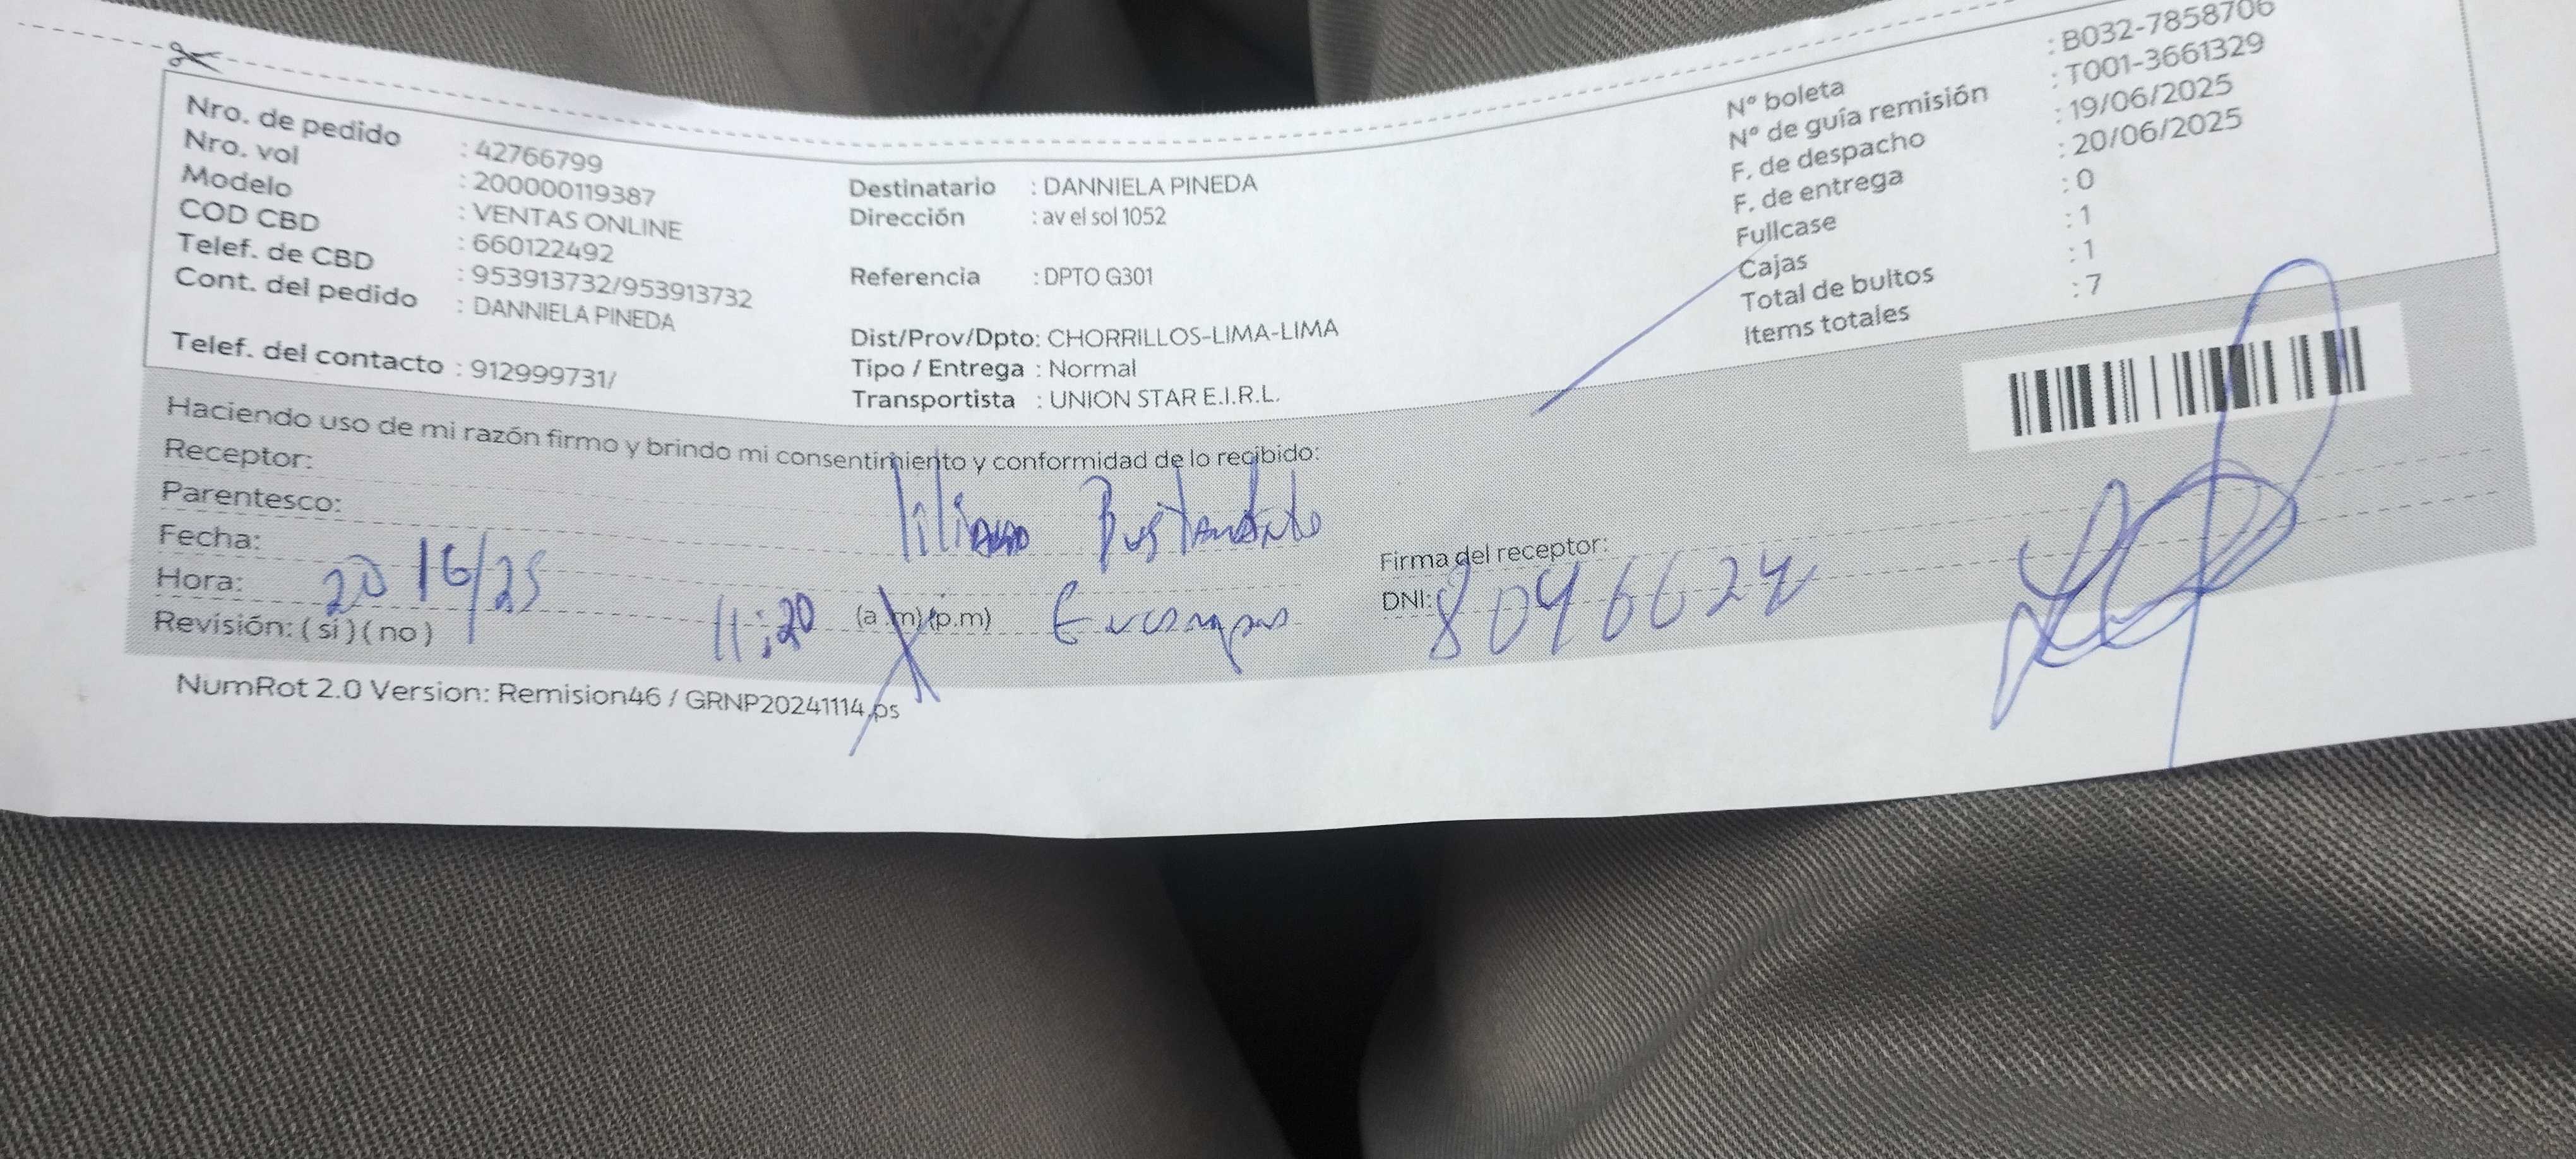 Nro. de pedido : 42766799
Nro. vol : 200000119387
Modelo : VENTAS ONLINE
COD CBD : 660122492
Telef. de CBD : 953913732/953913732
Cont. del pedido : DANNIELA PINEDA
Telef. del contacto : 912999731/
Destinatario : DANNIELA PINEDA
Dirección : av el sol 1052
Referencia : DPTO G301
Dist/Prov/Dpto: CHORRILLOS-LIMA-LIMA
Tipo / Entrega : Normal
Transportista : UNION STAR E.I.R.L.
N° boleta : B032-7858706
N° de guía remisión : T001-3661329
F. de despacho : 19/06/2025
F. de entrega : 20/06/2025
Fullcase : 0
Cajas : 1
Total de bultos : 1
Items totales : 7
Haciendo uso de mi razón firmo y brindo mi consentimiento y conformidad de lo recibido:
Receptor:
Parentesco:
Fecha: 20/6/25
Hora: 11:20 (a.m) (p.m)
Revisión: ( si ) ( no )
Firma del receptor:
DNI:
NumRot 2.0 Version: Remision46 / GRNP20241114.ps